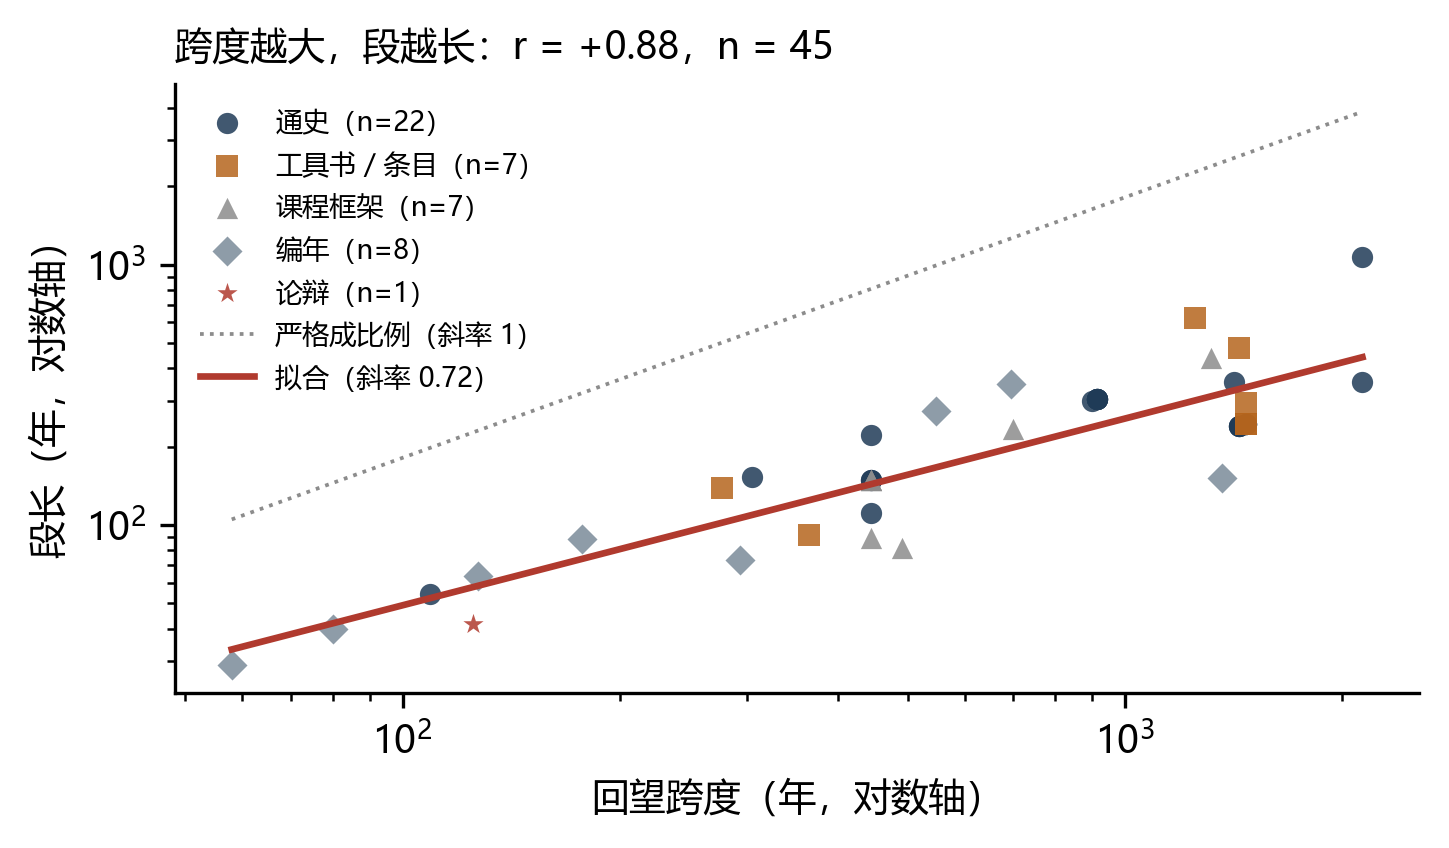 跨度越大，段越长：r = +0.88，n = 45
通史（n=22）
工具书 / 条目（n=7）
课程框架（n=7）
编年（n=8）
论辩（n=1）
严格成比例（斜率 1）
拟合（斜率 0.72）
段长（年，对数轴）
10³
10²
10²
10³
回望跨度（年，对数轴）